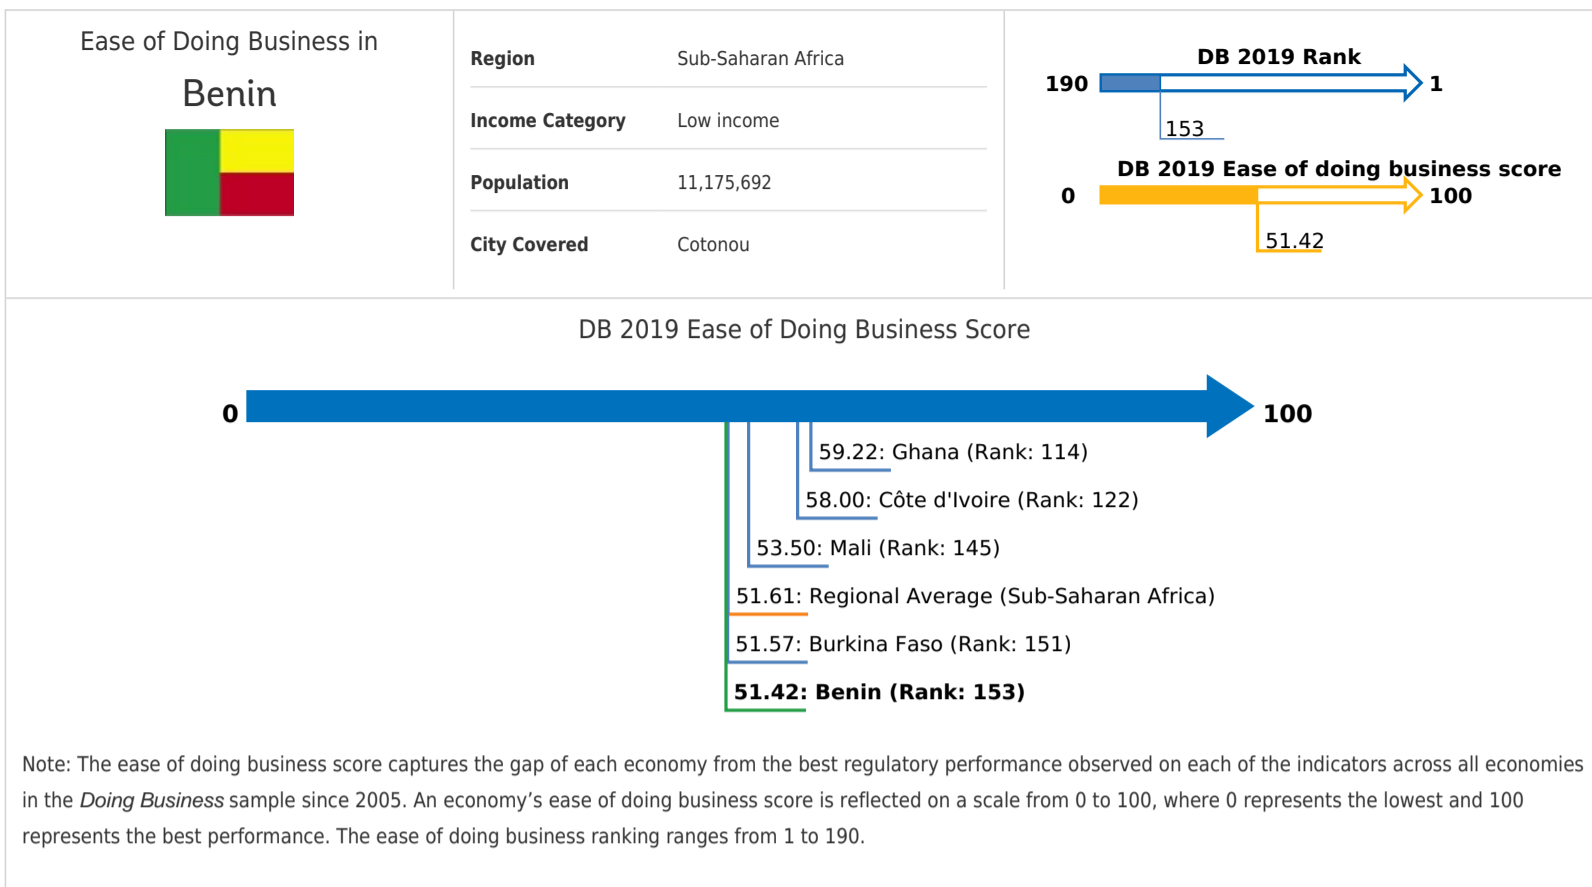 Ease of Doing Business in
Benin
Region Sub-Saharan Africa
Income Category Low income
Population 11,175,692
City Covered Cotonou
DB 2019 Rank
190 1
153
DB 2019 Ease of doing business score
0 100
51.42
DB 2019 Ease of Doing Business Score
0 100
59.22: Ghana (Rank: 114)
58.00: Côte d'Ivoire (Rank: 122)
53.50: Mali (Rank: 145)
51.61: Regional Average (Sub-Saharan Africa)
51.57: Burkina Faso (Rank: 151)
51.42: Benin (Rank: 153)
Note: The ease of doing business score captures the gap of each economy from the best regulatory performance observed on each of the indicators across all economies
in the Doing Business sample since 2005. An economy’s ease of doing business score is reflected on a scale from 0 to 100, where 0 represents the lowest and 100
represents the best performance. The ease of doing business ranking ranges from 1 to 190.